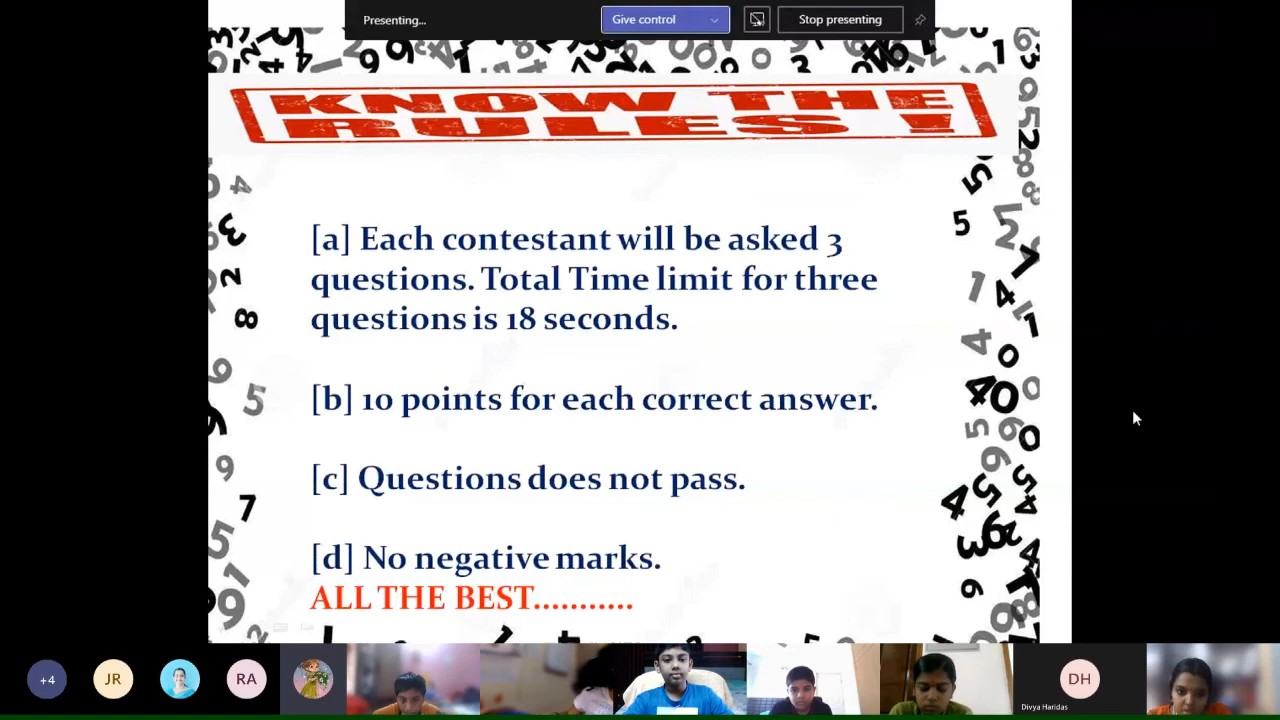 Presenting...
Give control
Stop presenting
KNOW THE
RULES !
[a] Each contestant will be asked 3
questions. Total Time limit for three
questions is 18 seconds.
[b] 10 points for each correct answer.
[c] Questions does not pass.
[d] No negative marks.
ALL THE BEST...........
+4
JR
RA
DH
Divya Haridas